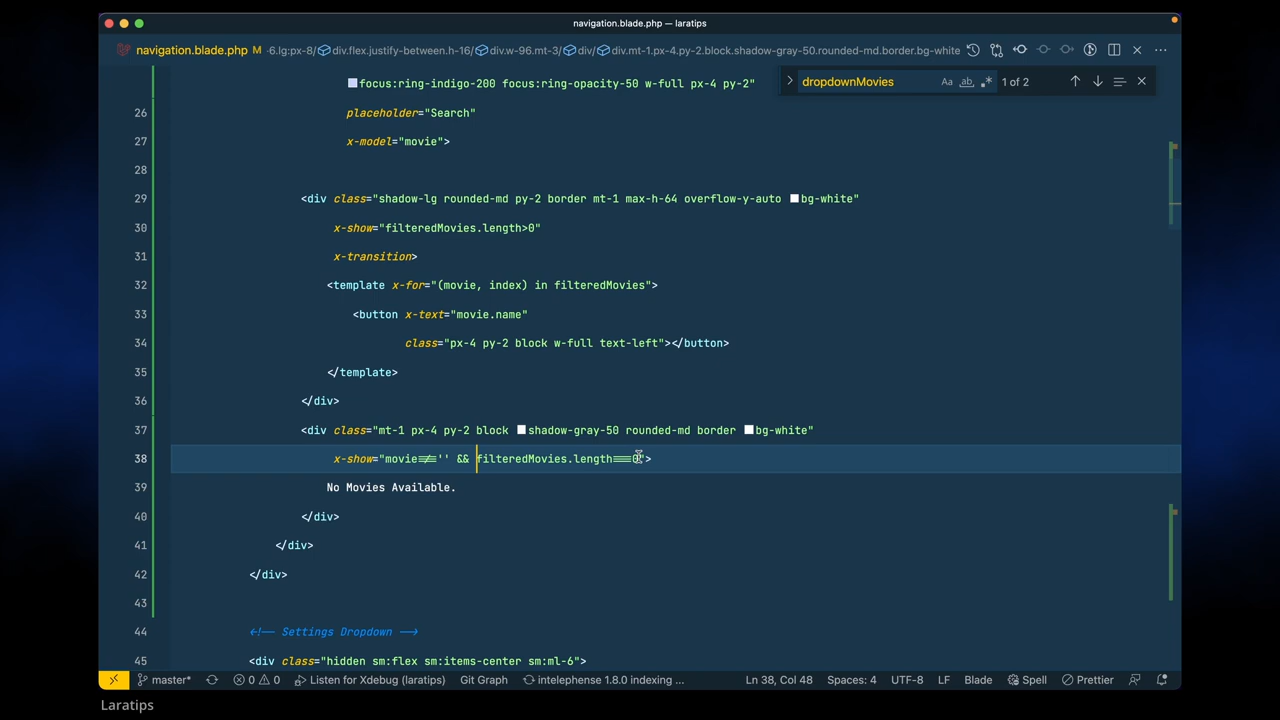 navigation.blade.php — laratips
navigation.blade.php M 6.lg:px-8/ div.flex.justify-between.h-16/ div.w-96.mt-3/ div/ div.mt-1.px-4.py-2.block.shadow-gray-50.rounded-md.border.bg-white
dropdownMovies Aa ab 1 of 2
focus:ring-indigo-200 focus:ring-opacity-50 w-full px-4 py-2"
26 placeholder="Search"
27 x-model="movie">
28
29 <div class="shadow-lg rounded-md py-2 border mt-1 max-h-64 overflow-y-auto bg-white"
30 x-show="filteredMovies.length>0"
31 x-transition>
32 <template x-for="(movie, index) in filteredMovies">
33 <button x-text="movie.name"
34 class="px-4 py-2 block w-full text-left"></button>
35 </template>
36 </div>
37 <div class="mt-1 px-4 py-2 block shadow-gray-50 rounded-md border bg-white"
38 x-show="movie!=='' && filteredMovies.length===0">
39 No Movies Available.
40 </div>
41 </div>
42 </div>
43
44 <!-- Settings Dropdown -->
45 <div class="hidden sm:flex sm:items-center sm:ml-6">
master* 0 0 Listen for Xdebug (laratips) Git Graph intelephense 1.8.0 indexing ... Ln 38, Col 48 Spaces: 4 UTF-8 LF Blade Spell Prettier
Laratips